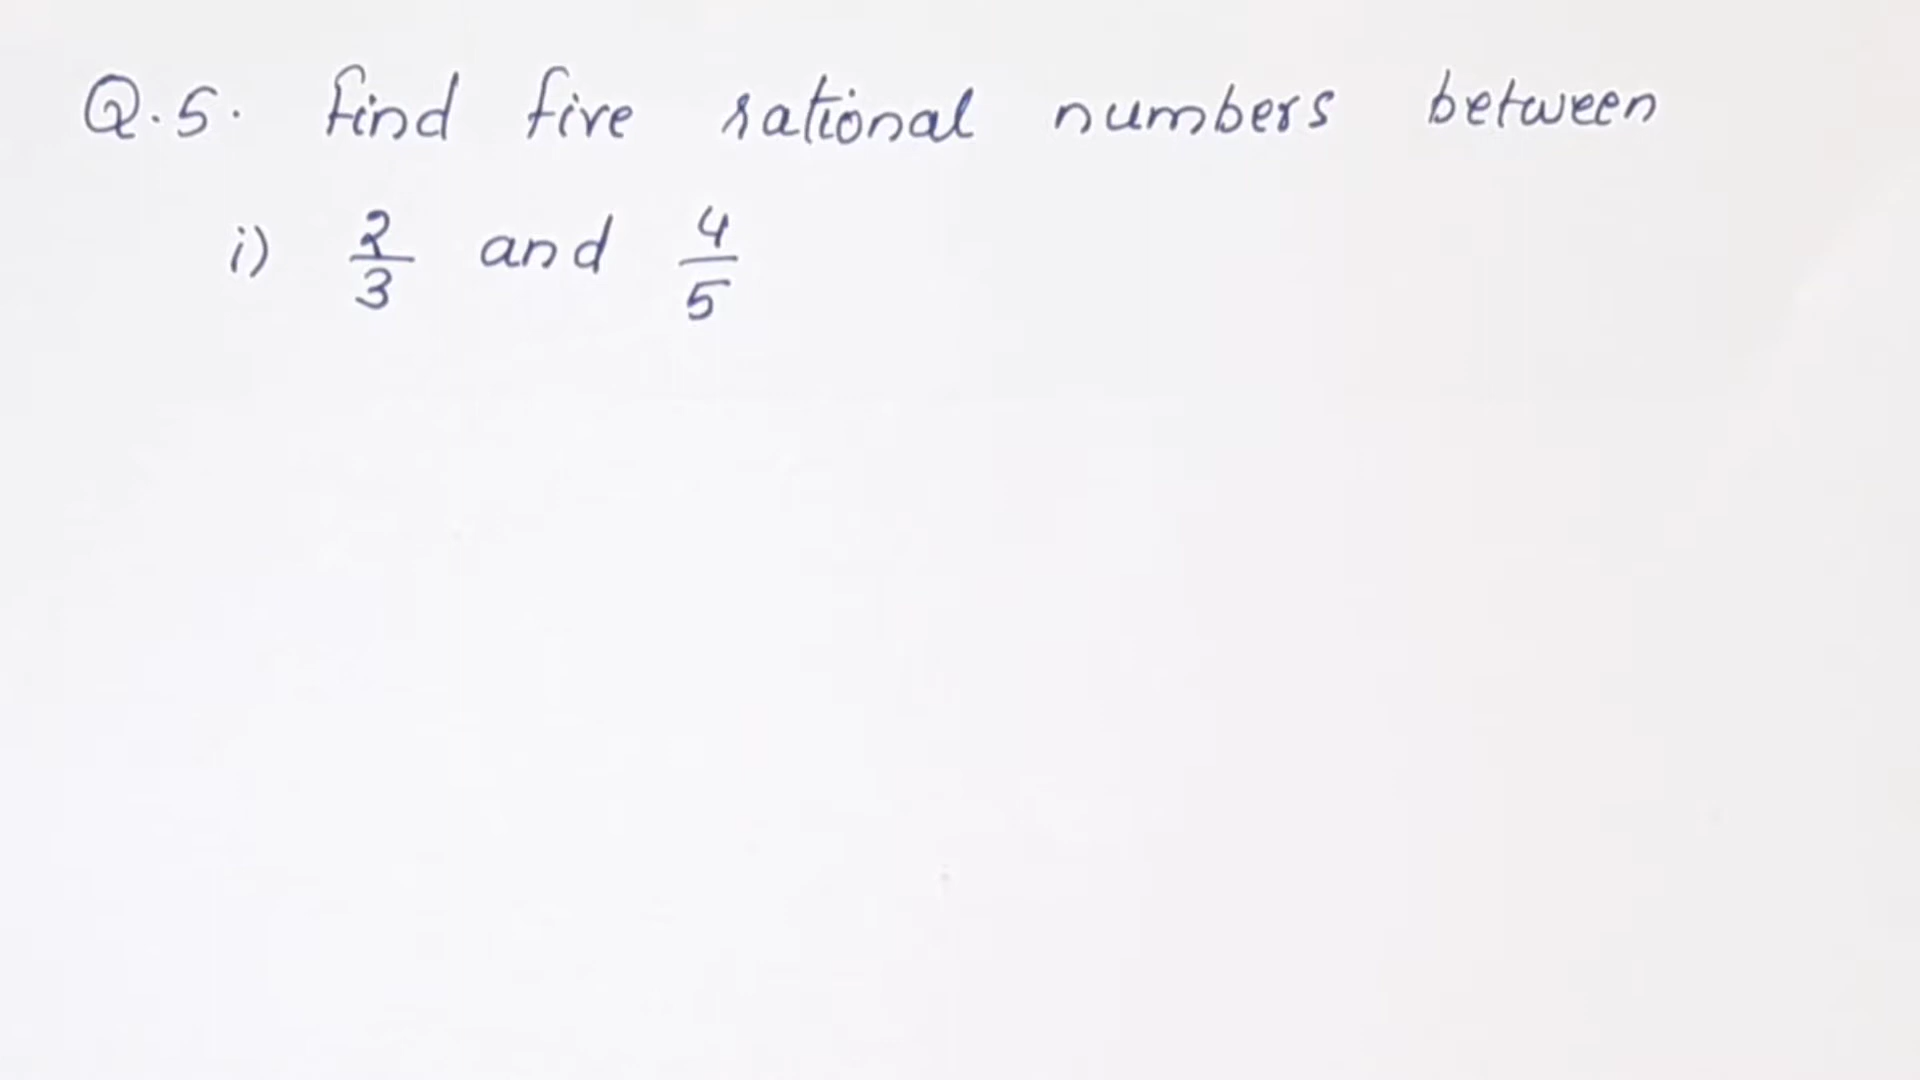 Q.5. Find five rational numbers between
i) 2/3 and 4/5